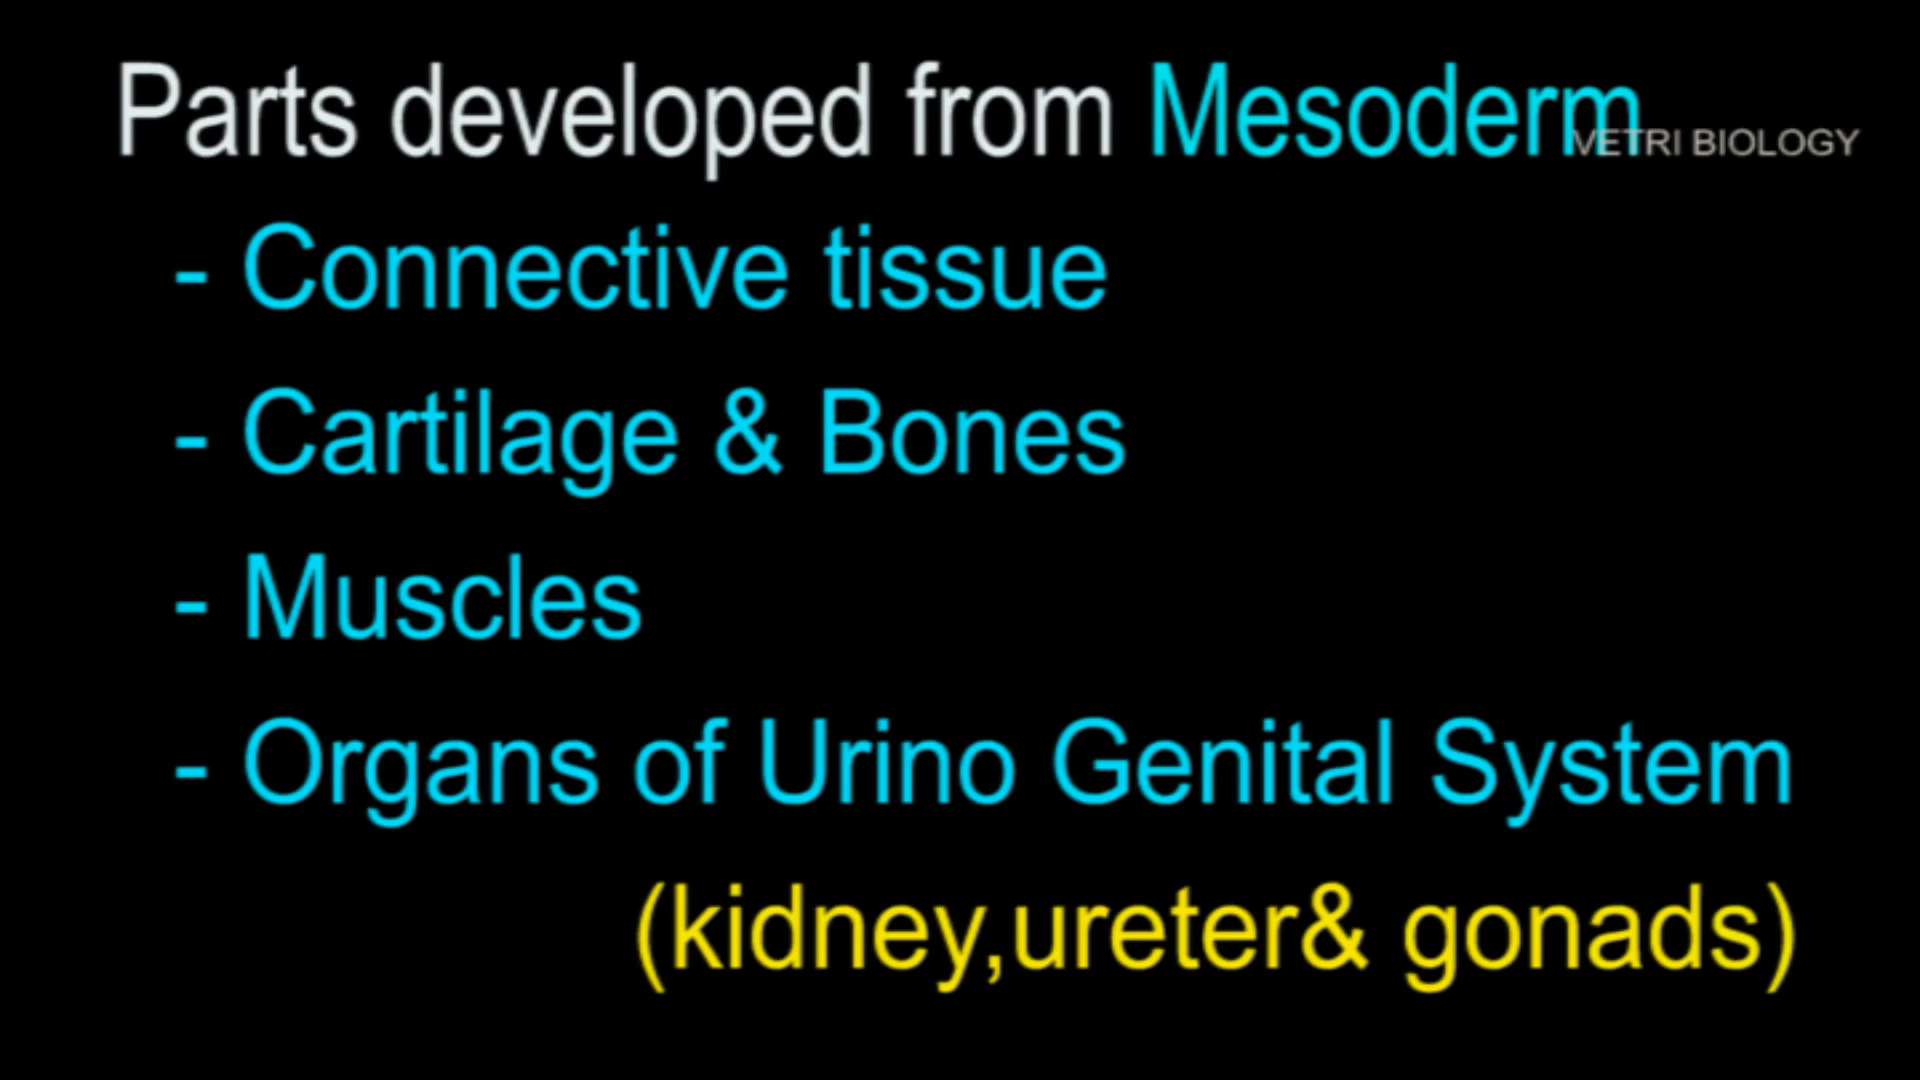 Parts developed from Mesoderm
VETRI BIOLOGY
- Connective tissue
- Cartilage & Bones
- Muscles
- Organs of Urino Genital System
(kidney,ureter& gonads)